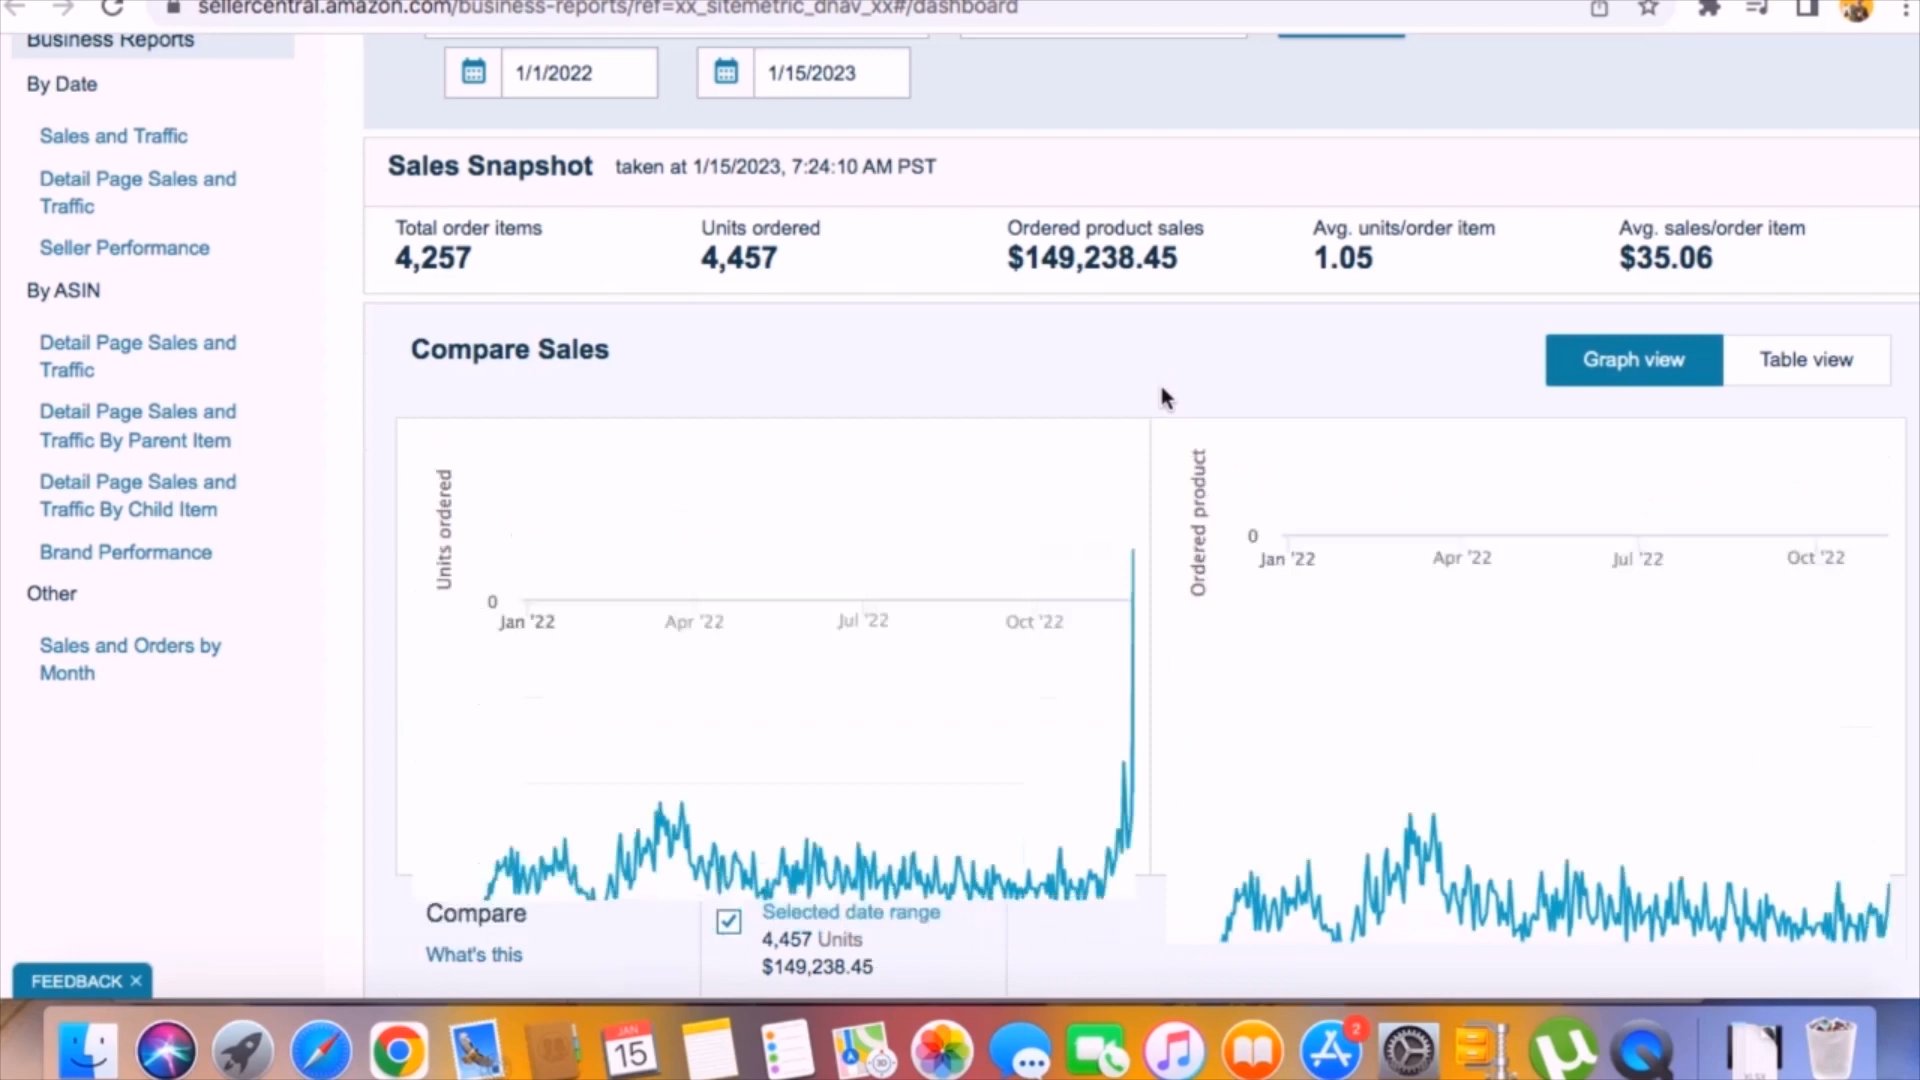 sellercentral.amazon.com/business-reports/ref=xx_sitemetric_dnav_xx#/dashboard
Business Reports
By Date
Sales and Traffic
Detail Page Sales and
Traffic
Seller Performance
By ASIN
Detail Page Sales and
Traffic
Detail Page Sales and
Traffic By Parent Item
Detail Page Sales and
Traffic By Child Item
Brand Performance
Other
Sales and Orders by
Month
FEEDBACK ×
1/1/2022
1/15/2023
Sales Snapshot taken at 1/15/2023, 7:24:10 AM PST
Total order items
4,257
Units ordered
4,457
Ordered product sales
$149,238.45
Avg. units/order item
1.05
Avg. sales/order item
$35.06
Compare Sales
Graph view
Table view
Units ordered
0
Jan '22
Apr '22
Jul '22
Oct '22
Ordered product
0
Jan '22
Apr '22
Jul '22
Oct '22
Compare
What's this
Selected date range
4,457 Units
$149,238.45
JAN
15
2
XLSX